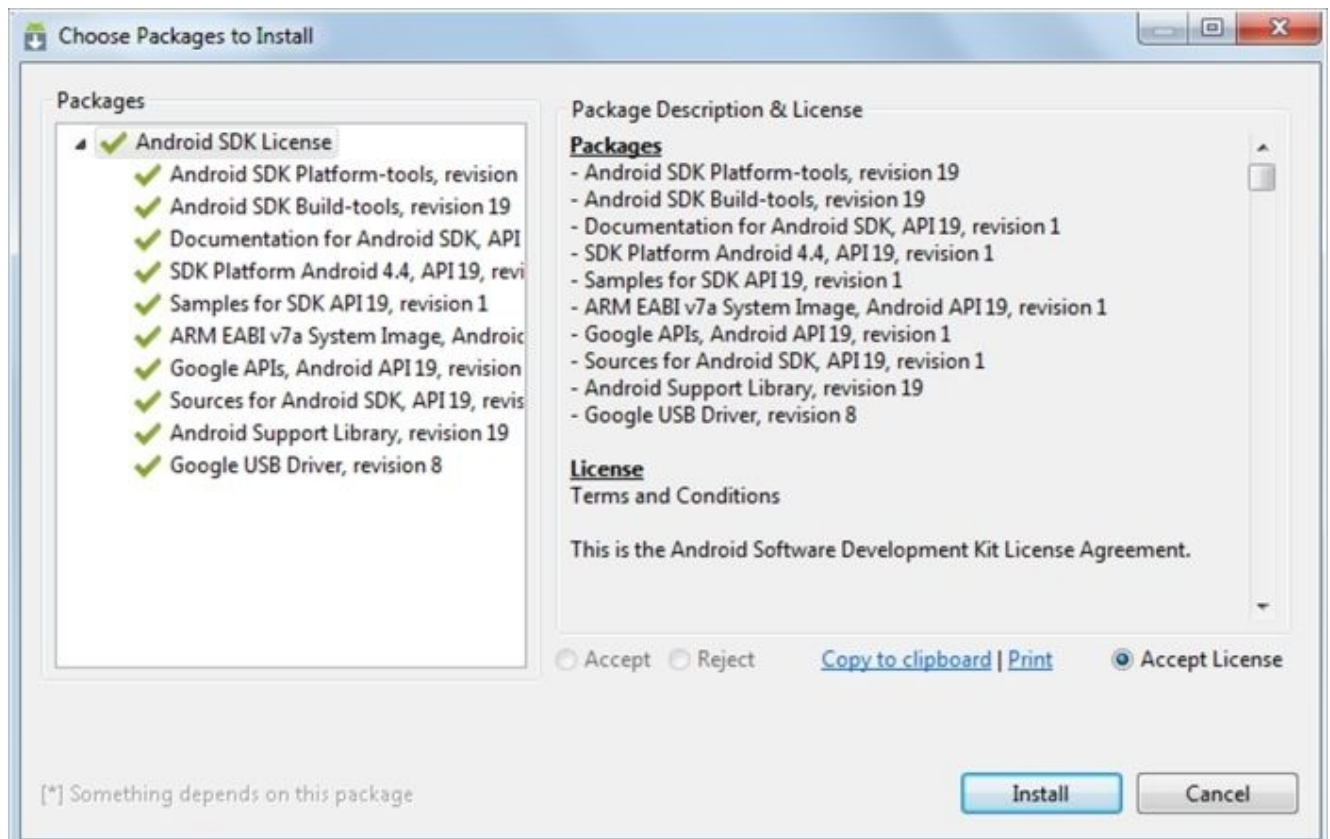 Choose Packages to Install
Packages
Android SDK License
Android SDK Platform-tools, revision
Android SDK Build-tools, revision 19
Documentation for Android SDK, API
SDK Platform Android 4.4, API 19, revi
Samples for SDK API 19, revision 1
ARM EABI v7a System Image, Android
Google APIs, Android API 19, revision
Sources for Android SDK, API 19, revis
Android Support Library, revision 19
Google USB Driver, revision 8
Package Description & License
Packages
- Android SDK Platform-tools, revision 19
- Android SDK Build-tools, revision 19
- Documentation for Android SDK, API 19, revision 1
- SDK Platform Android 4.4, API 19, revision 1
- Samples for SDK API 19, revision 1
- ARM EABI v7a System Image, Android API 19, revision 1
- Google APIs, Android API 19, revision 1
- Sources for Android SDK, API 19, revision 1
- Android Support Library, revision 19
- Google USB Driver, revision 8
License
Terms and Conditions
This is the Android Software Development Kit License Agreement.
Accept Reject Copy to clipboard | Print Accept License
[*] Something depends on this package
Install Cancel